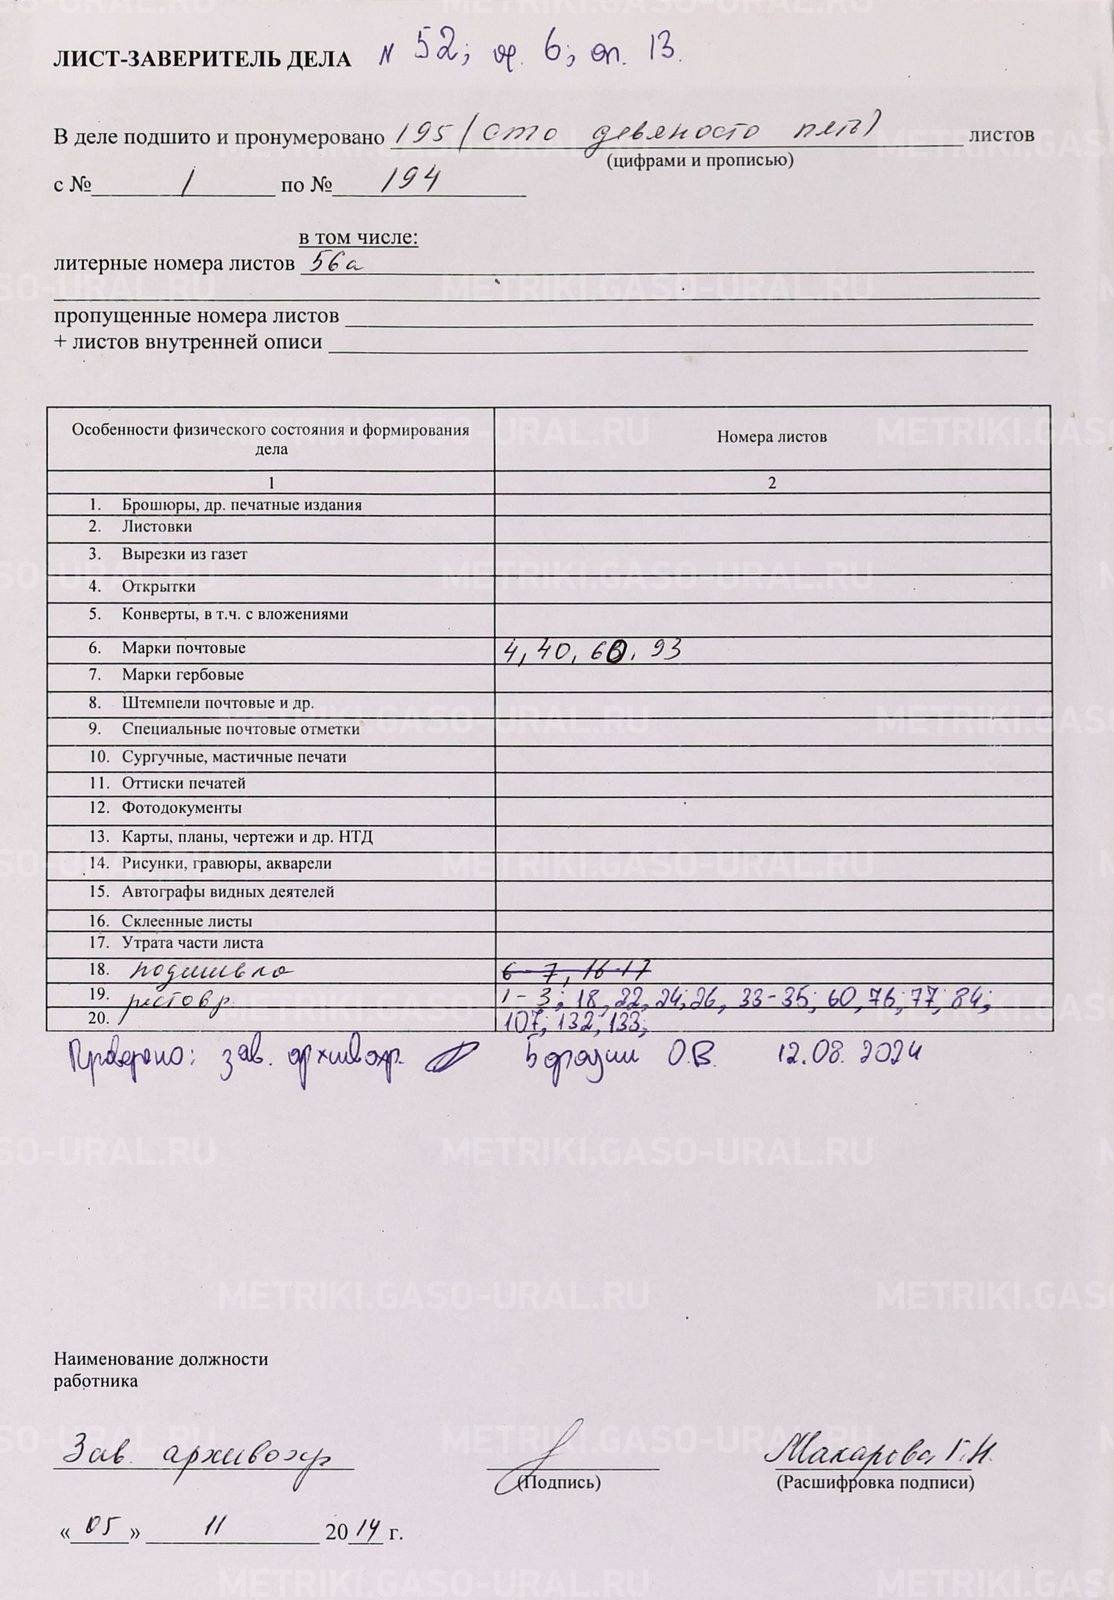 ЛИСТ-ЗАВЕРИТЕЛЬ ДЕЛА N 52; ф. 6; оп. 13.
В деле подшито и пронумеровано 195 (сто девяносто пять) листов
(цифрами и прописью)
с № 1 по № 194
в том числе:
литерные номера листов 56а
пропущенные номера листов
+ листов внутренней описи
Особенности физического состояния и формирования дела Номера листов
1 2
1. Брошюры, др. печатные издания
2. Листовки
3. Вырезки из газет
4. Открытки
5. Конверты, в т.ч. с вложениями
6. Марки почтовые 4, 40, 60, 93
7. Марки гербовые
8. Штемпели почтовые и др.
9. Специальные почтовые отметки
10. Сургучные, мастичные печати
11. Оттиски печатей
12. Фотодокументы
13. Карты, планы, чертежи и др. НТД
14. Рисунки, гравюры, акварели
15. Автографы видных деятелей
16. Склеенные листы
17. Утрата части листа
18. подшивка 6-7, 16-17
19. реставр. 1-3; 18, 22, 24; 26, 33-35; 60, 76; 77; 84;
20. 107; 132, 133;
Проверено: зав. архивохр. О.В. 12.08.2024
Наименование должности
работника
Зав. архивохр Макарова Г.Н.
(Подпись) (Расшифровка подписи)
«05» 11 2014 г.
METRIKI.GASO-URAL.RU